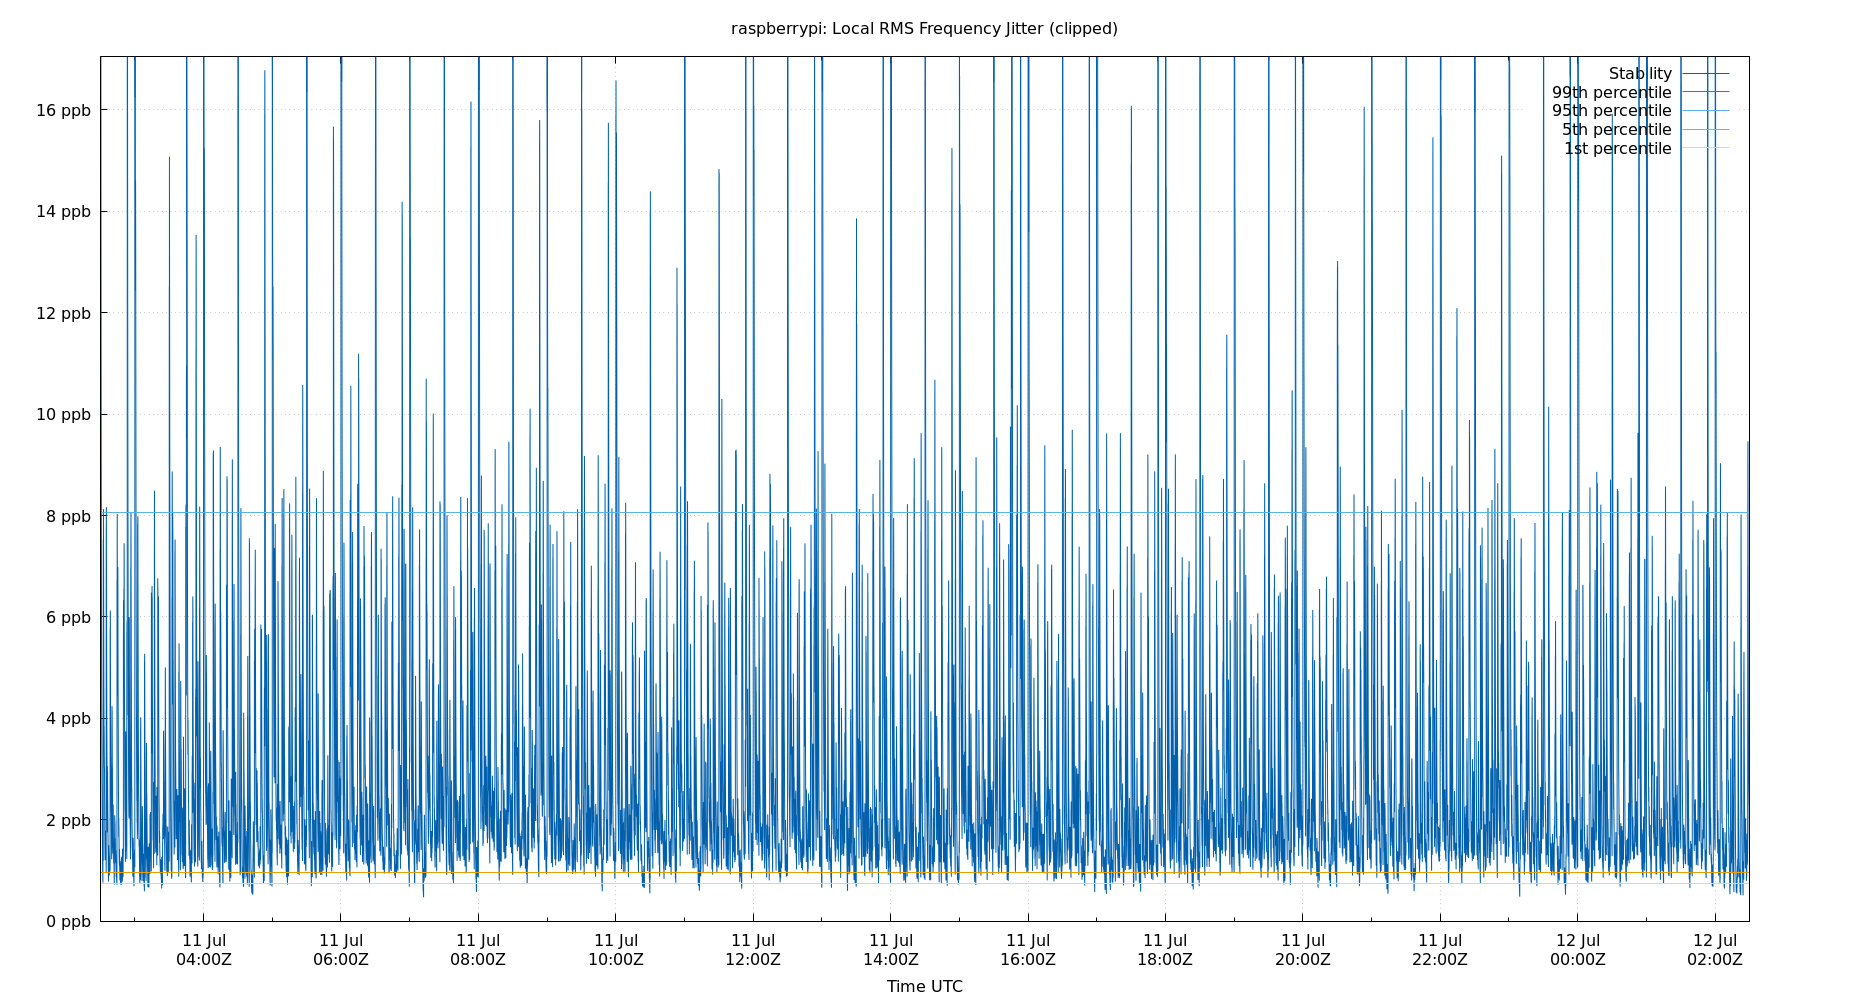 raspberrypi: Local RMS Frequency Jitter (clipped)
Stability
99th percentile
95th percentile
5th percentile
1st percentile
16 ppb
14 ppb
12 ppb
10 ppb
8 ppb
6 ppb
4 ppb
2 ppb
0 ppb
11 Jul 11 Jul 11 Jul 11 Jul 11 Jul 11 Jul 11 Jul 11 Jul 11 Jul 11 Jul 12 Jul 12 Jul
04:00Z 06:00Z 08:00Z 10:00Z 12:00Z 14:00Z 16:00Z 18:00Z 20:00Z 22:00Z 00:00Z 02:00Z
Time UTC